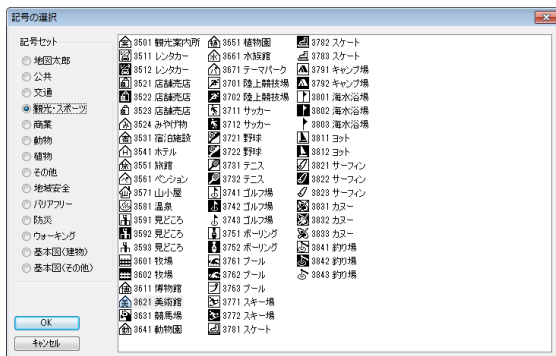 記号の選択
記号セット
地図太郎
公共
交通
観光・スポーツ
商業
動物
植物
その他
地域安全
バリアフリー
防災
ウォーキング
基本図(建物)
基本図(その他)
OK
キャンセル
3501 観光案内所
3511 レンタカー
3512 レンタカー
3521 店舗売店
3522 店舗売店
3523 店舗売店
3524 みやげ物
3531 宿泊施設
3541 ホテル
3551 旅館
3561 ペンション
3571 山小屋
3581 温泉
3591 見どころ
3592 見どころ
3593 見どころ
3601 牧場
3602 牧場
3611 博物館
3621 美術館
3631 競馬場
3641 動物園
3651 植物園
3661 水族館
3671 テーマパーク
3701 陸上競技場
3702 陸上競技場
3711 サッカー
3712 サッカー
3721 野球
3722 野球
3731 テニス
3732 テニス
3741 ゴルフ場
3742 ゴルフ場
3743 ゴルフ場
3751 ボーリング
3752 ボーリング
3761 プール
3762 プール
3763 プール
3771 スキー場
3772 スキー場
3781 スケート
3782 スケート
3783 スケート
3791 キャンプ場
3792 キャンプ場
3801 海水浴場
3802 海水浴場
3803 海水浴場
3811 ヨット
3812 ヨット
3821 サーフィン
3822 サーフィン
3823 サーフィン
3831 カヌー
3832 カヌー
3833 カヌー
3841 釣り場
3842 釣り場
3843 釣り場